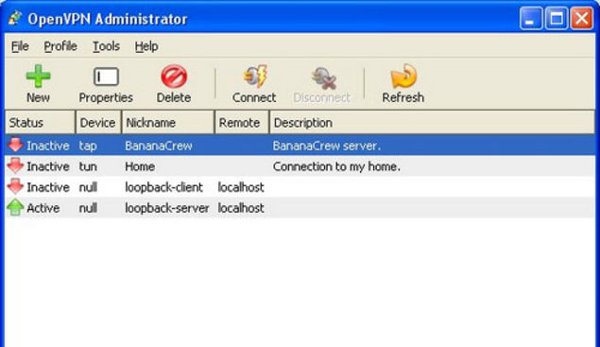 OpenVPN Administrator
File Profile Tools Help
New Properties Delete Connect Disconnect Refresh
Status Device Nickname Remote Description
Inactive tap BananaCrew BananaCrew server.
Inactive tun Home Connection to my home.
Inactive null loopback-client localhost
Active null loopback-server localhost